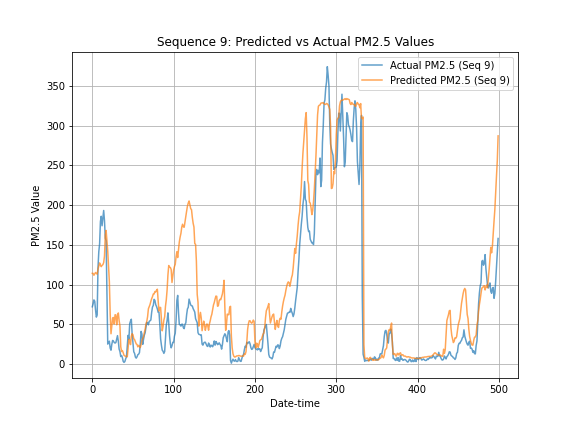 Sequence 9: Predicted vs Actual PM2.5 Values
Actual PM2.5 (Seq 9)
Predicted PM2.5 (Seq 9)
350
300
250
200
150
100
50
0
PM2.5 Value
0 100 200 300 400 500
Date-time